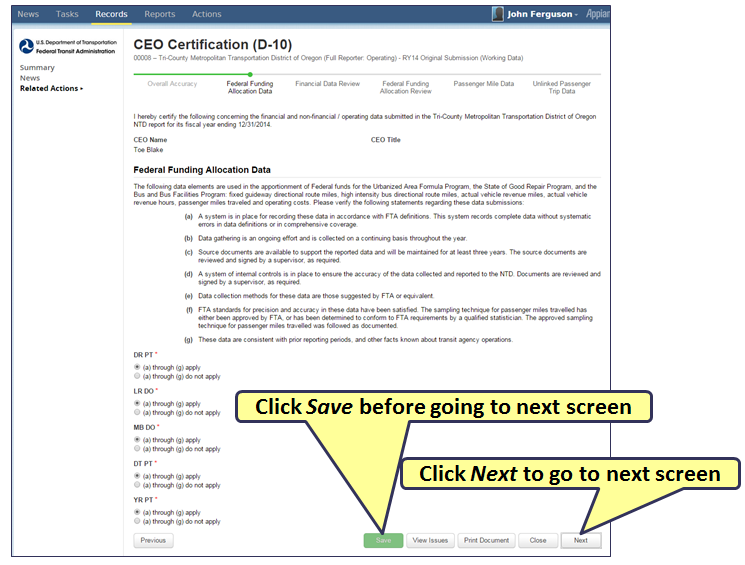 News Tasks Records Reports Actions John Ferguson Appian
U.S. Department of Transportation
Federal Transit Administration
Summary
News
Related Actions
CEO Certification (D-10)
00008 – Tri-County Metropolitan Transportation District of Oregon (Full Reporter: Operating) - RY14 Original Submission (Working Data)
Overall Accuracy Federal Funding Allocation Data Financial Data Review Federal Funding Allocation Review Passenger Mile Data Unlinked Passenger Trip Data
I hereby certify the following concerning the financial and non-financial / operating data submitted in the Tri-County Metropolitan Transportation District of Oregon
NTD report for its fiscal year ending 12/31/2014.
CEO Name CEO Title
Toe Blake
Federal Funding Allocation Data
The following data elements are used in the apportionment of Federal funds for the Urbanized Area Formula Program, the State of Good Repair Program, and the
Bus and Bus Facilities Program: fixed guideway directional route miles, high intensity bus directional route miles, actual vehicle revenue miles, actual vehicle
revenue hours, passenger miles traveled and operating costs. Please verify the following statements regarding these data submissions:
(a) A system is in place for recording these data in accordance with FTA definitions. This system records complete data without systematic
errors in data definitions or in comprehensive coverage.
(b) Data gathering is an ongoing effort and is collected on a continuing basis throughout the year.
(c) Source documents are available to support the reported data and will be maintained for at least three years. The source documents are
reviewed and signed by a supervisor, as required.
(d) A system of internal controls is in place to ensure the accuracy of the data collected and reported to the NTD. Documents are reviewed and
signed by a supervisor, as required.
(e) Data collection methods for these data are those suggested by FTA or equivalent.
(f) FTA standards for precision and accuracy in these data have been satisfied. The sampling technique for passenger miles travelled has
either been approved by FTA, or has been determined to conform to FTA requirements by a qualified statistician. The approved sampling
technique for passenger miles travelled was followed as documented.
(g) These data are consistent with prior reporting periods, and other facts known about transit agency operations.
DR PT *
(a) through (g) apply
(a) through (g) do not apply
LR DO *
(a) through (g) apply
(a) through (g) do not apply
MB DO *
(a) through (g) apply
(a) through (g) do not apply
DT PT *
(a) through (g) apply
(a) through (g) do not apply
YR PT *
(a) through (g) apply
(a) through (g) do not apply
Click Save before going to next screen
Click Next to go to next screen
Previous Save View Issues Print Document Close Next